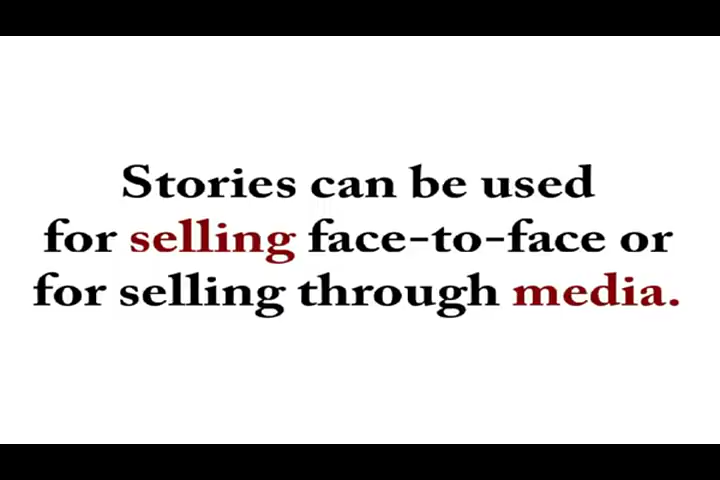 Stories can be used
for selling face-to-face or
for selling through media.